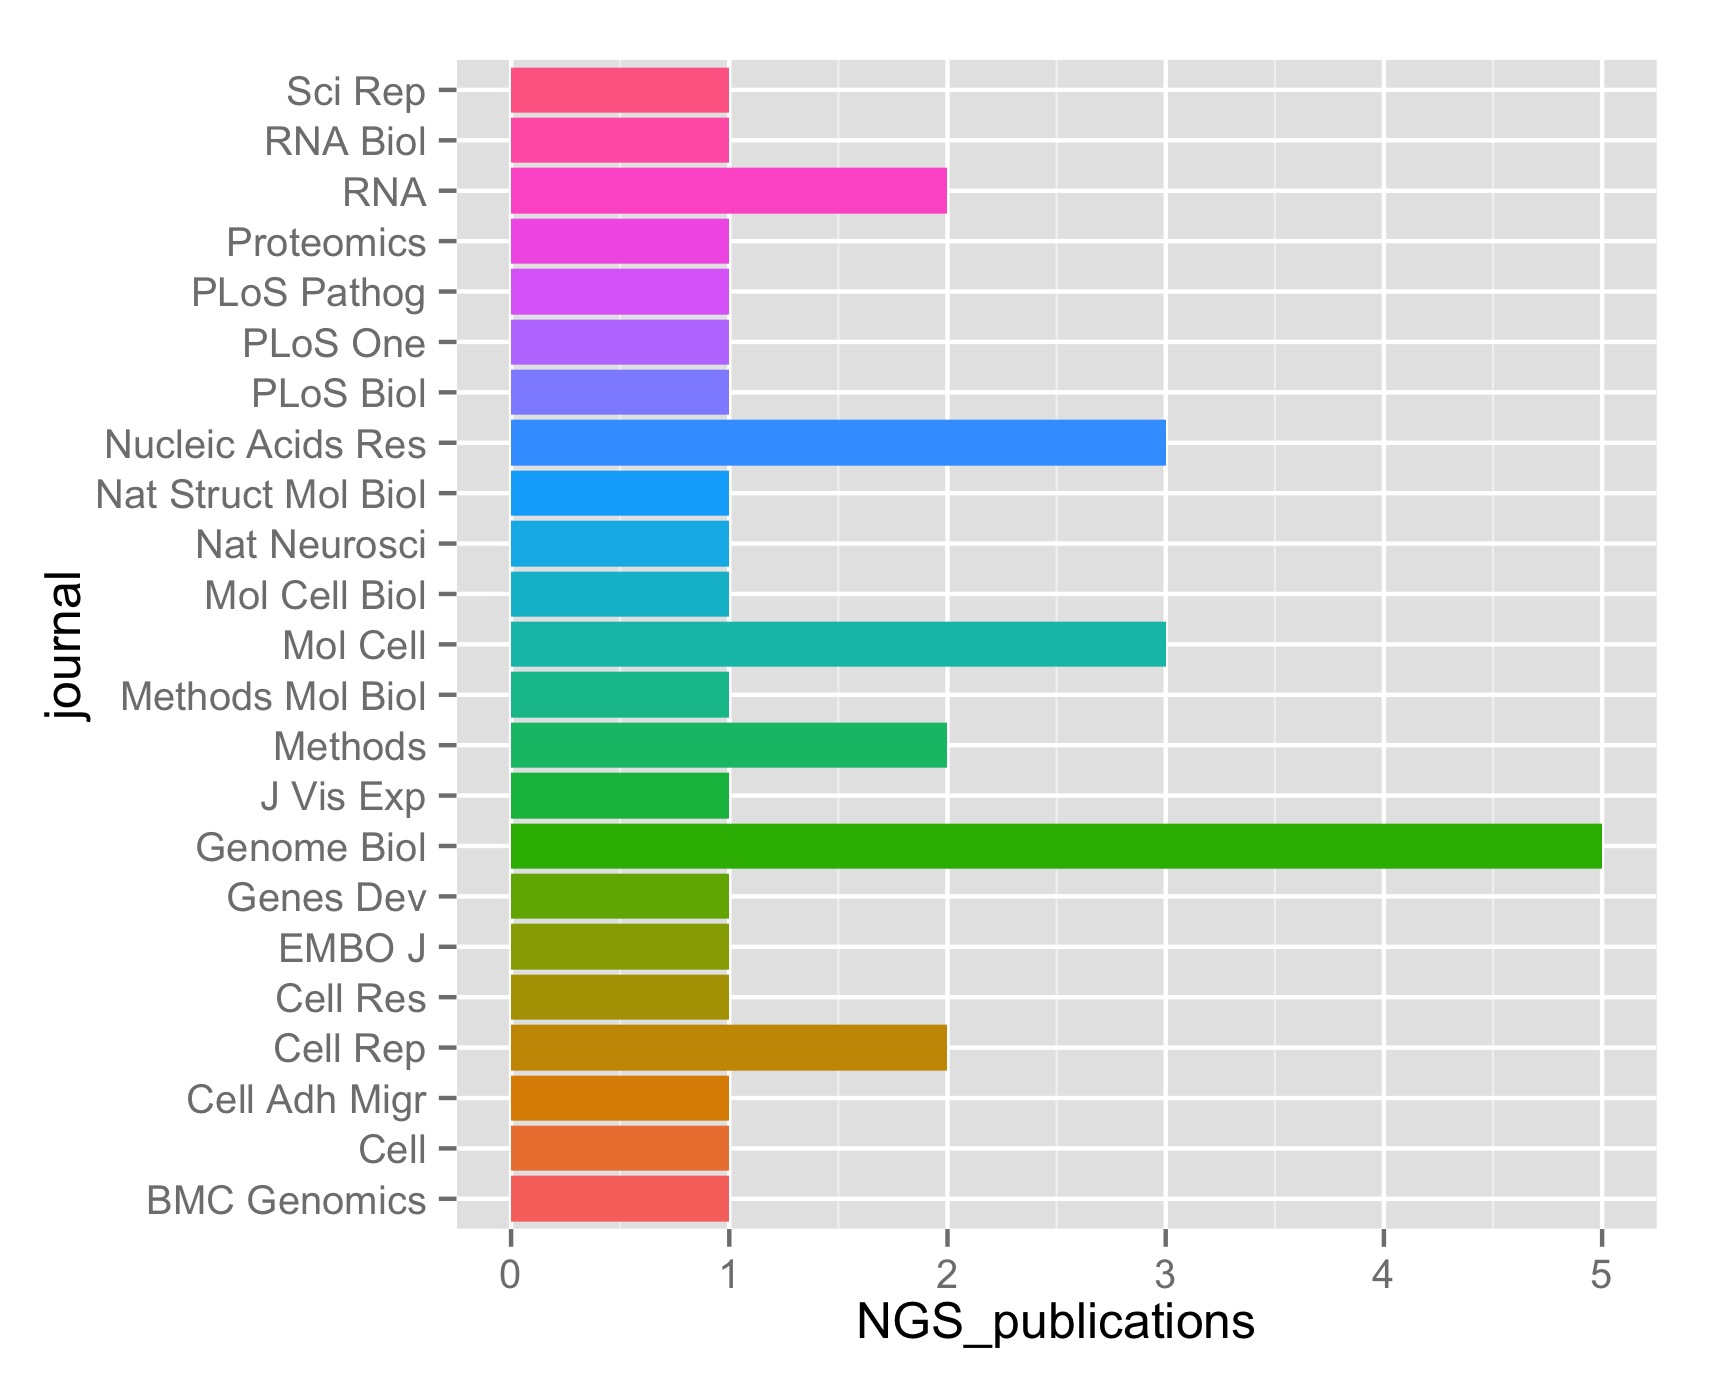 Sci Rep
RNA Biol
RNA
Proteomics
PLoS Pathog
PLoS One
PLoS Biol
Nucleic Acids Res
Nat Struct Mol Biol
Nat Neurosci
Mol Cell Biol
Mol Cell
Methods Mol Biol
Methods
J Vis Exp
Genome Biol
Genes Dev
EMBO J
Cell Res
Cell Rep
Cell Adh Migr
Cell
BMC Genomics
journal
0 1 2 3 4 5
NGS_publications